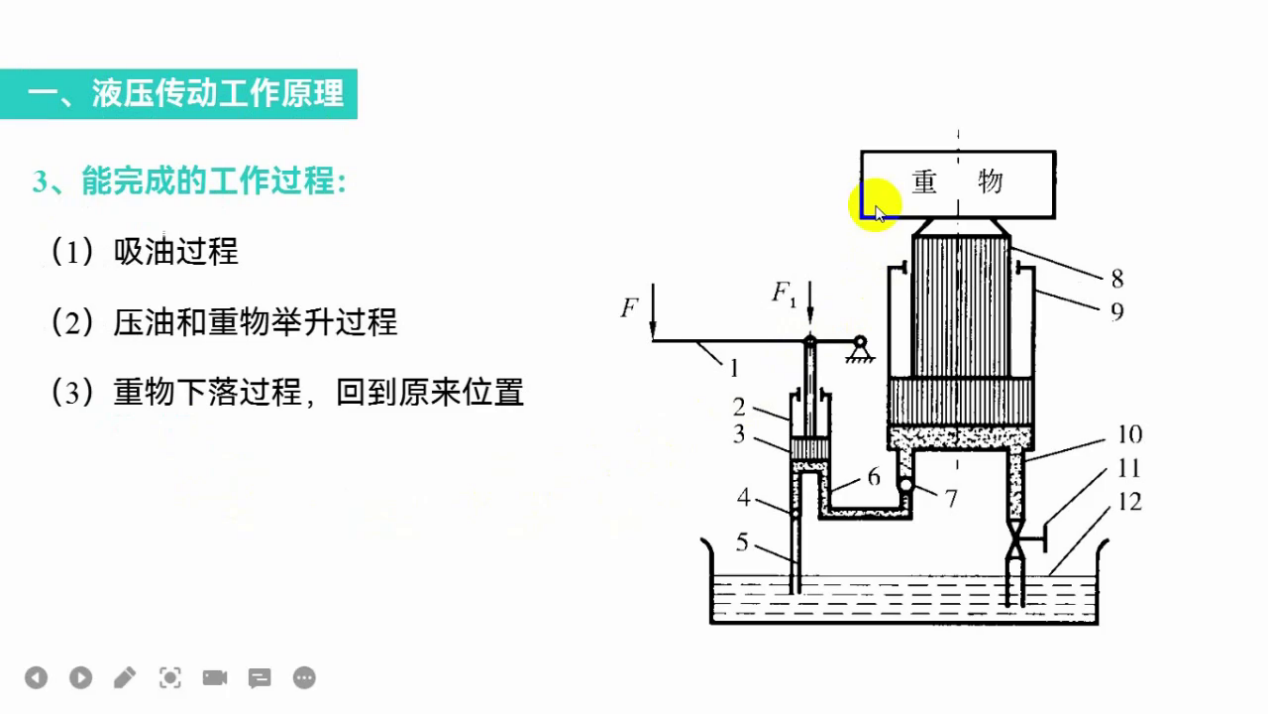 一、液压传动工作原理
3、能完成的工作过程:
（1）吸油过程
（2）压油和重物举升过程
（3）重物下落过程，回到原来位置
重 物
F
F1
1
2
3
4
5
6
7
8
9
10
11
12